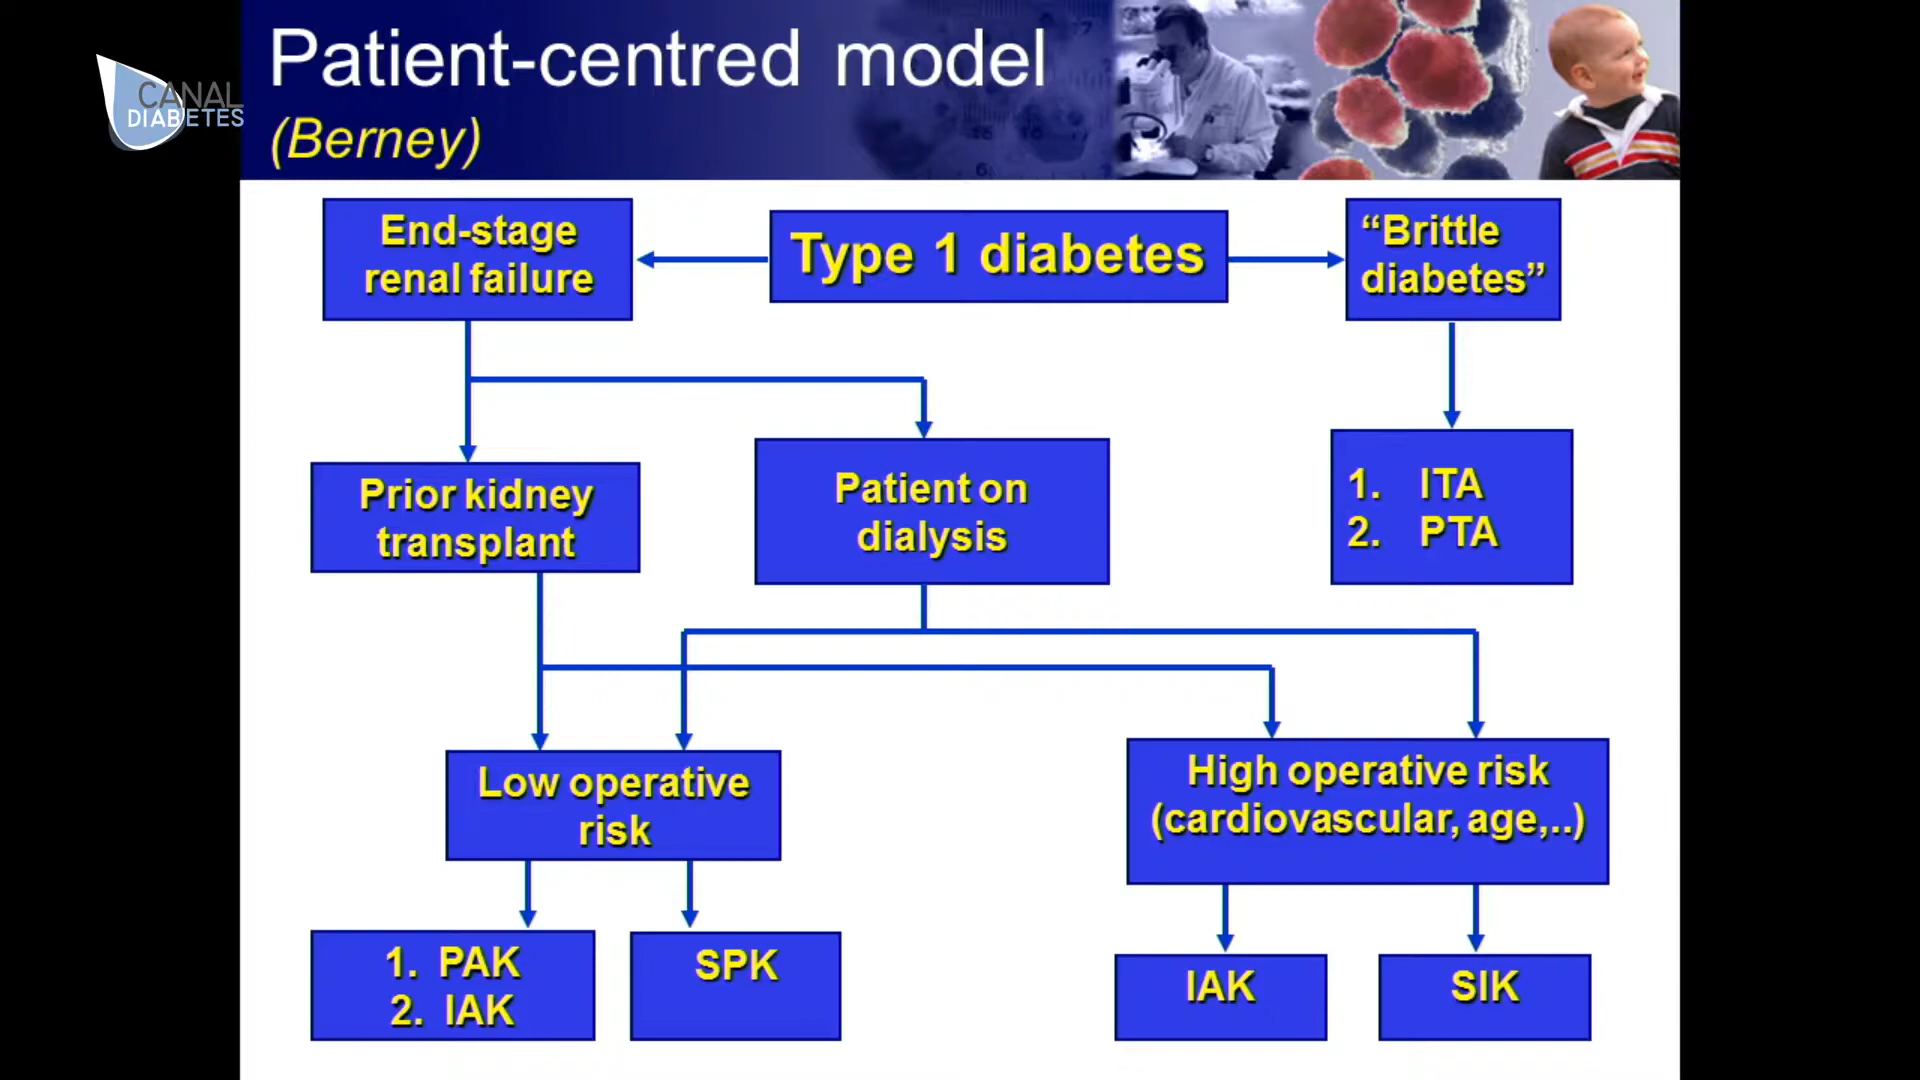 Patient-centred model
(Berney)
CANAL
DIABETES
End-stage
renal failure
Type 1 diabetes
“Brittle
diabetes”
Prior kidney
transplant
Patient on
dialysis
1. ITA
2. PTA
Low operative
risk
High operative risk
(cardiovascular, age,..)
1. PAK
2. IAK
SPK
IAK
SIK